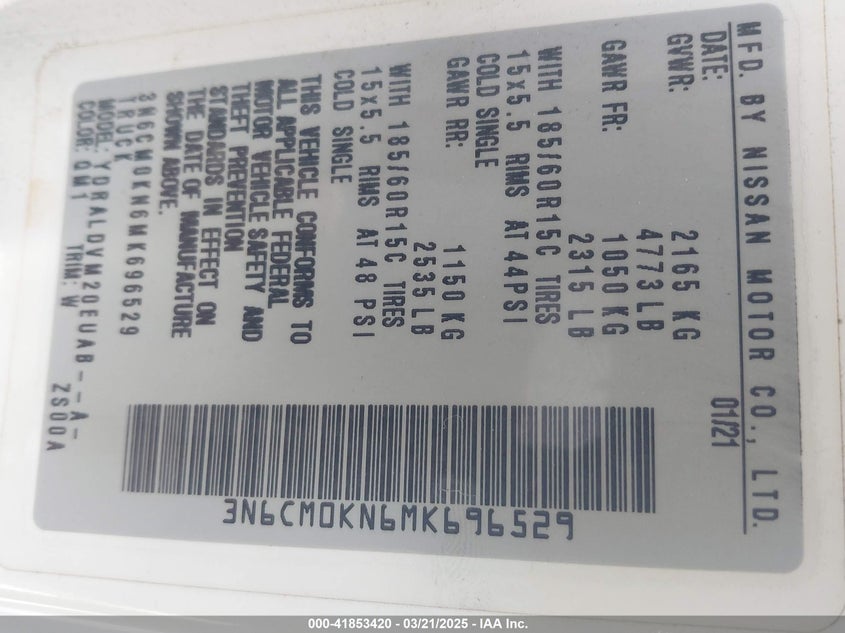 MFD. BY NISSAN MOTOR CO., LTD.
DATE: 01/21
GVWR: 2165 KG
4773 LB
GAWR FR: 1050 KG
2315 LB
WITH 185/60R15C TIRES
15x5.5 RIMS AT 44PSI
COLD SINGLE
GAWR RR: 1150 KG
2535 LB
WITH 185/60R15C TIRES
15x5.5 RIMS AT 48 PSI
COLD SINGLE
THIS VEHICLE CONFORMS TO
ALL APPLICABLE FEDERAL
MOTOR VEHICLE SAFETY AND
THEFT PREVENTION
STANDARDS IN EFFECT ON
THE DATE OF MANUFACTURE
SHOWN ABOVE.
3N6CM0KN6MK696529
TRUCK
MODEL: YDRALDYM20EUAB--A-
COLOR: QM1 TRIM: W ZS00A
3N6CM0KN6MK696529
000-41853420 - 03/21/2025 - IAA Inc.